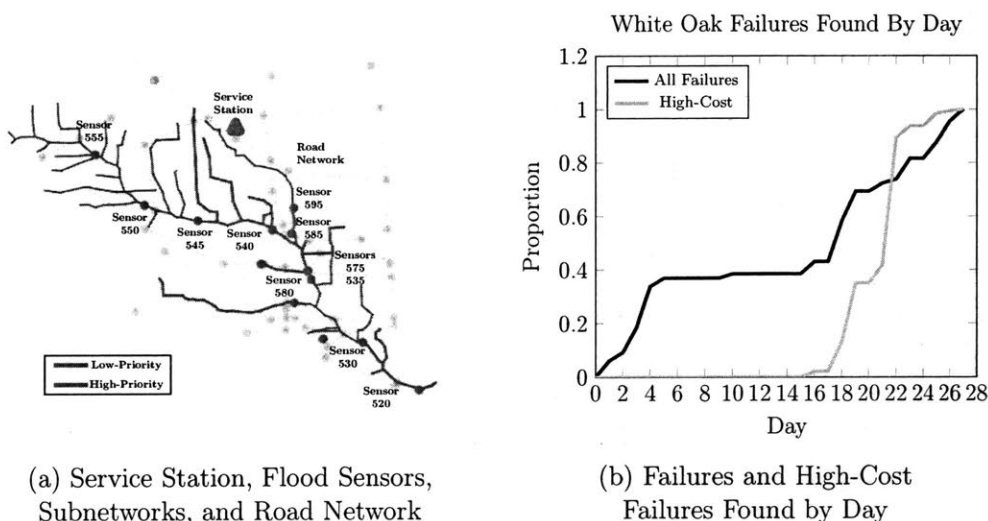 Service
Station
Sensor
555
Road
Network
Sensor
595
Sensor
550
Sensor
545
Sensor
540
Sensor
585
Sensors
575
535
Sensor
580
Sensor
530
Sensor
520
Low-Priority
High-Priority
(a) Service Station, Flood Sensors,
Subnetworks, and Road Network
White Oak Failures Found By Day
All Failures
High-Cost
Proportion
1.2
1
0.8
0.6
0.4
0.2
0
0 2 4 6 8 10 12 14 16 18 20 22 24 26 28
Day
(b) Failures and High-Cost
Failures Found by Day